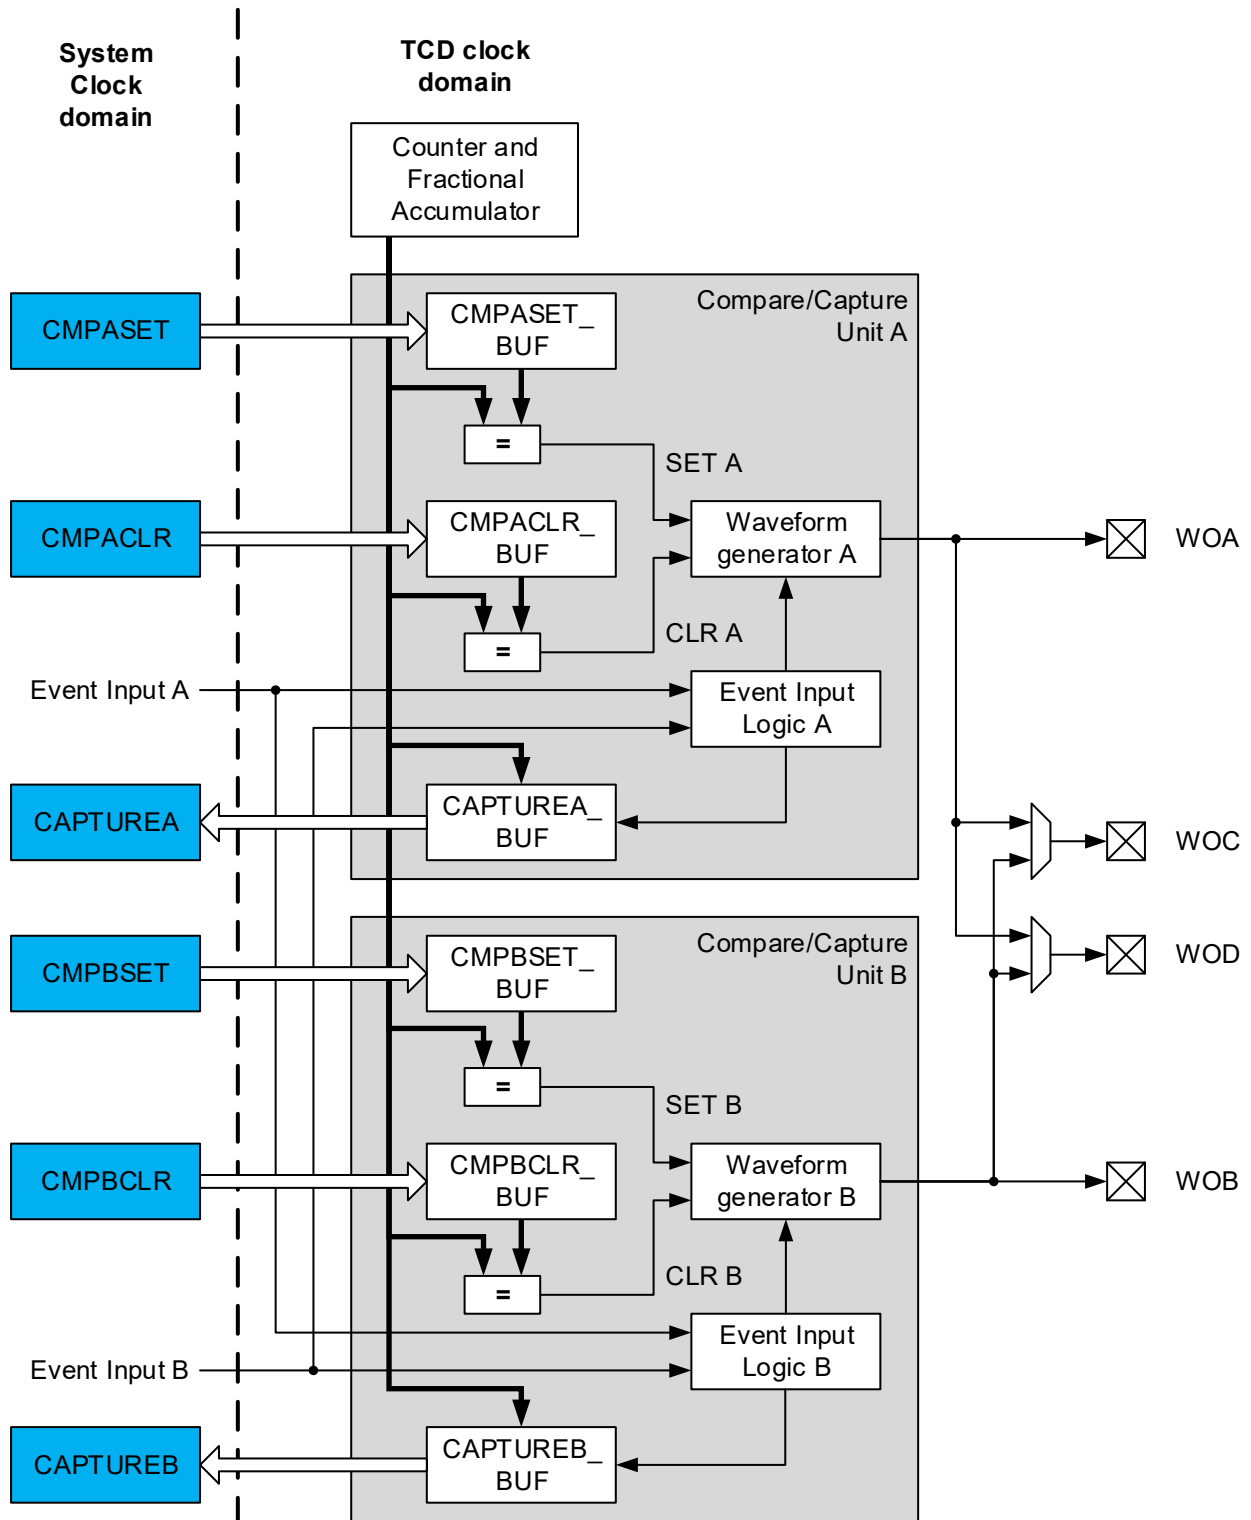 System
Clock
domain
TCD clock
domain
Counter and
Fractional
Accumulator
Compare/Capture
Unit A
CMPASET
CMPASET_
BUF
=
SET A
CMPACLR
CMPACLR_
BUF
Waveform
generator A
WOA
=
CLR A
Event Input A
Event Input
Logic A
CAPTUREA
CAPTUREA_
BUF
WOC
Compare/Capture
Unit B
CMPBSET
CMPBSET_
BUF
WOD
=
SET B
CMPBCLR
CMPBCLR_
BUF
Waveform
generator B
WOB
=
CLR B
Event Input B
Event Input
Logic B
CAPTUREB
CAPTUREB_
BUF